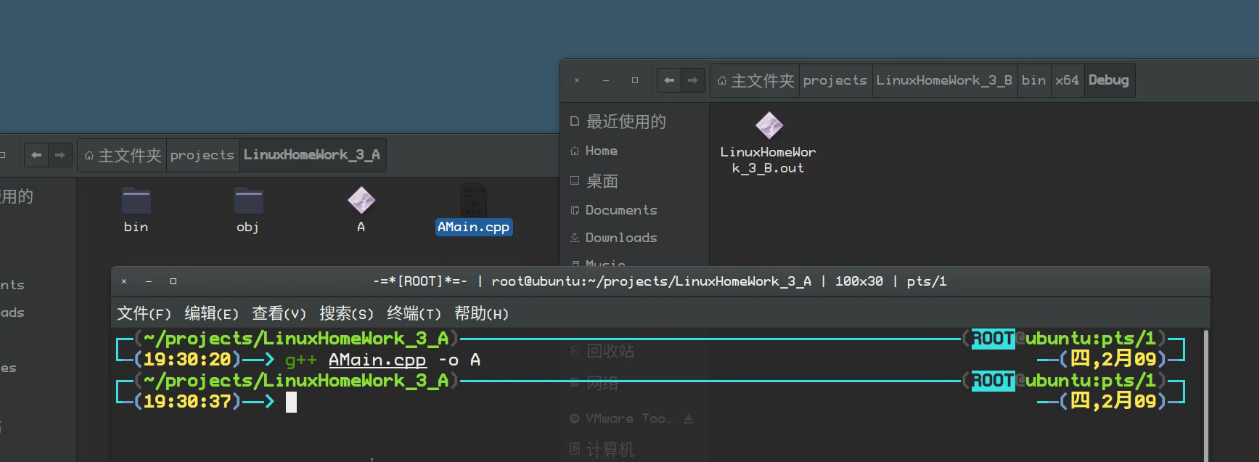 主文件夹 projects LinuxHomeWork_3_B bin x64 Debug
最近使用的
Home
桌面
Documents
Downloads
Music
LinuxHomeWor
k_3_B.out
主文件夹 projects LinuxHomeWork_3_A
使用的
bin obj A AMain.cpp
-=*[ROOT]*=- | root@ubuntu:~/projects/LinuxHomeWork_3_A | 100x30 | pts/1
文件(F) 编辑(E) 查看(V) 搜索(S) 终端(T) 帮助(H)
(~/projects/LinuxHomeWork_3_A) (ROOT@ubuntu:pts/1)
(19:30:20)──> g++ AMain.cpp -o A (四,2月09)
(~/projects/LinuxHomeWork_3_A) (ROOT@ubuntu:pts/1)
(19:30:37)──> (四,2月09)
回收站
网络
VMware Too…
计算机